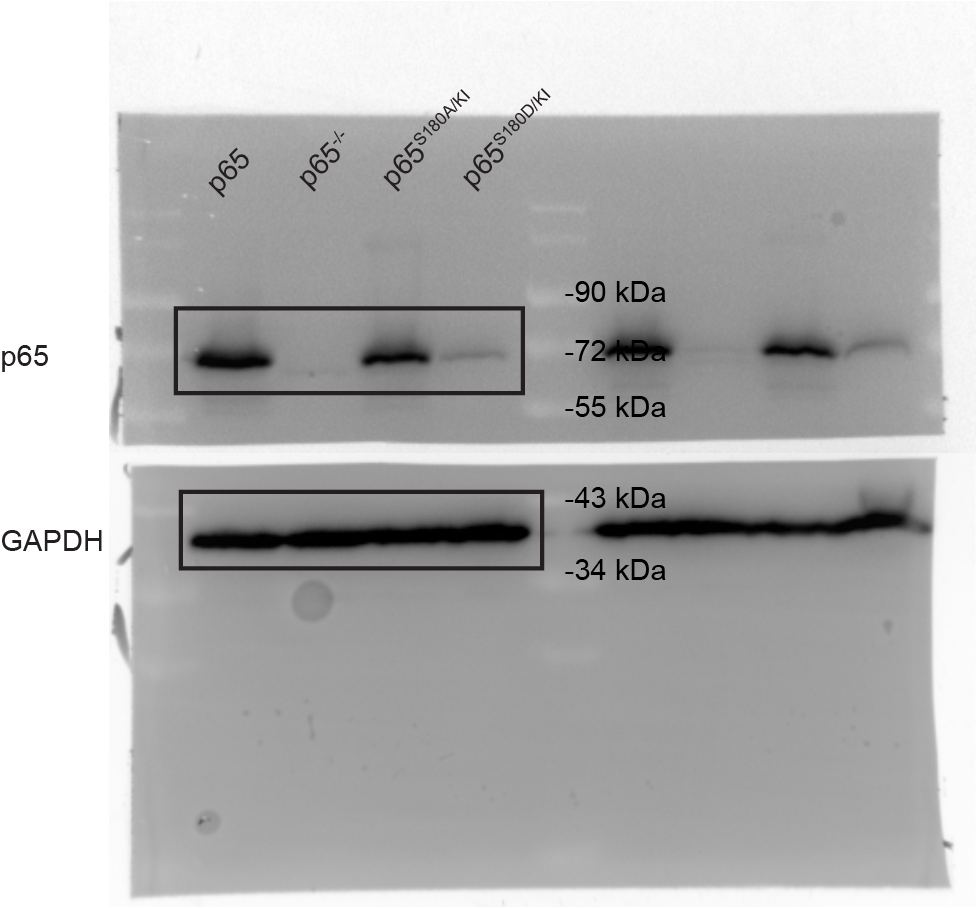 p65
p65-/-
p65S180A/KI
p65S180D/KI
-90 kDa
p65
-72 kDa
-55 kDa
-43 kDa
GAPDH
-34 kDa